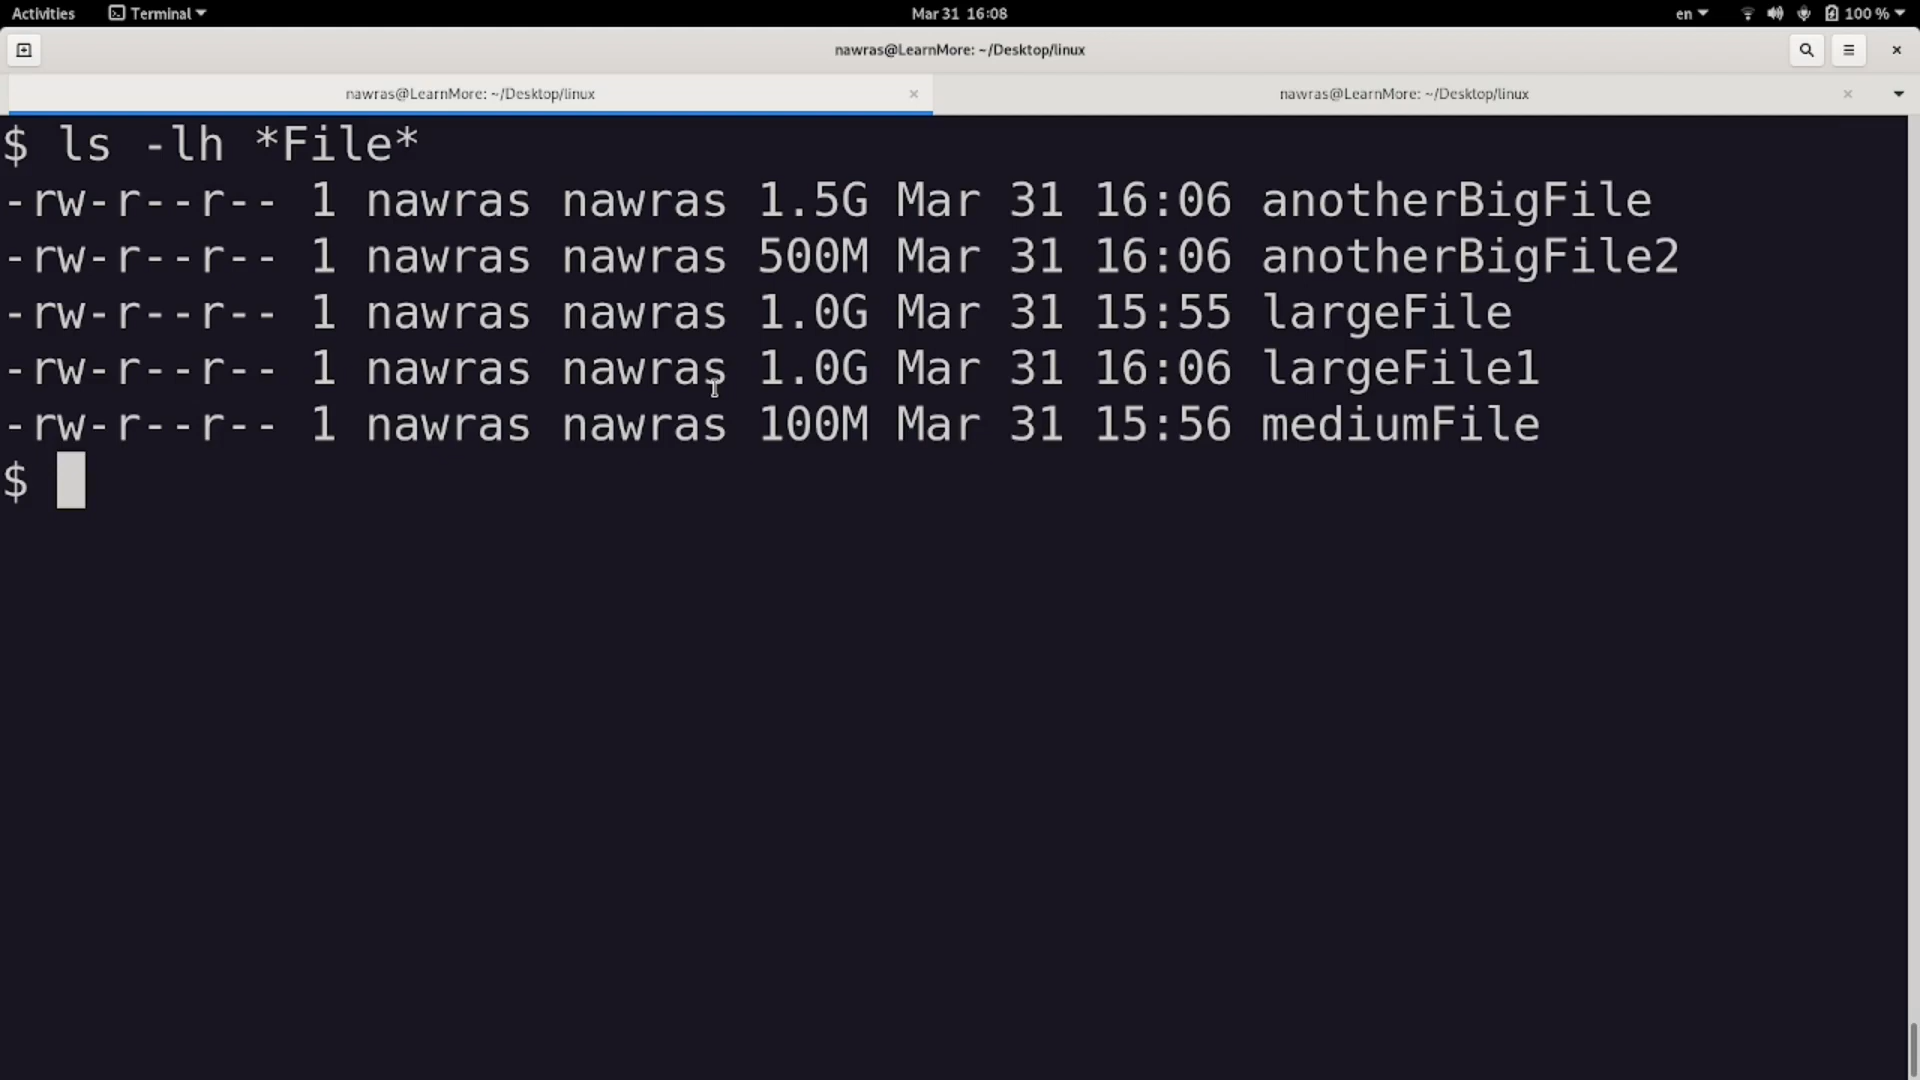 Activities Terminal Mar 31 16:08 en 100 %
nawras@LearnMore: ~/Desktop/linux
nawras@LearnMore: ~/Desktop/linux nawras@LearnMore: ~/Desktop/linux
$ ls -lh *File*
-rw-r--r-- 1 nawras nawras 1.5G Mar 31 16:06 anotherBigFile
-rw-r--r-- 1 nawras nawras 500M Mar 31 16:06 anotherBigFile2
-rw-r--r-- 1 nawras nawras 1.0G Mar 31 15:55 largeFile
-rw-r--r-- 1 nawras nawras 1.0G Mar 31 16:06 largeFile1
-rw-r--r-- 1 nawras nawras 100M Mar 31 15:56 mediumFile
$